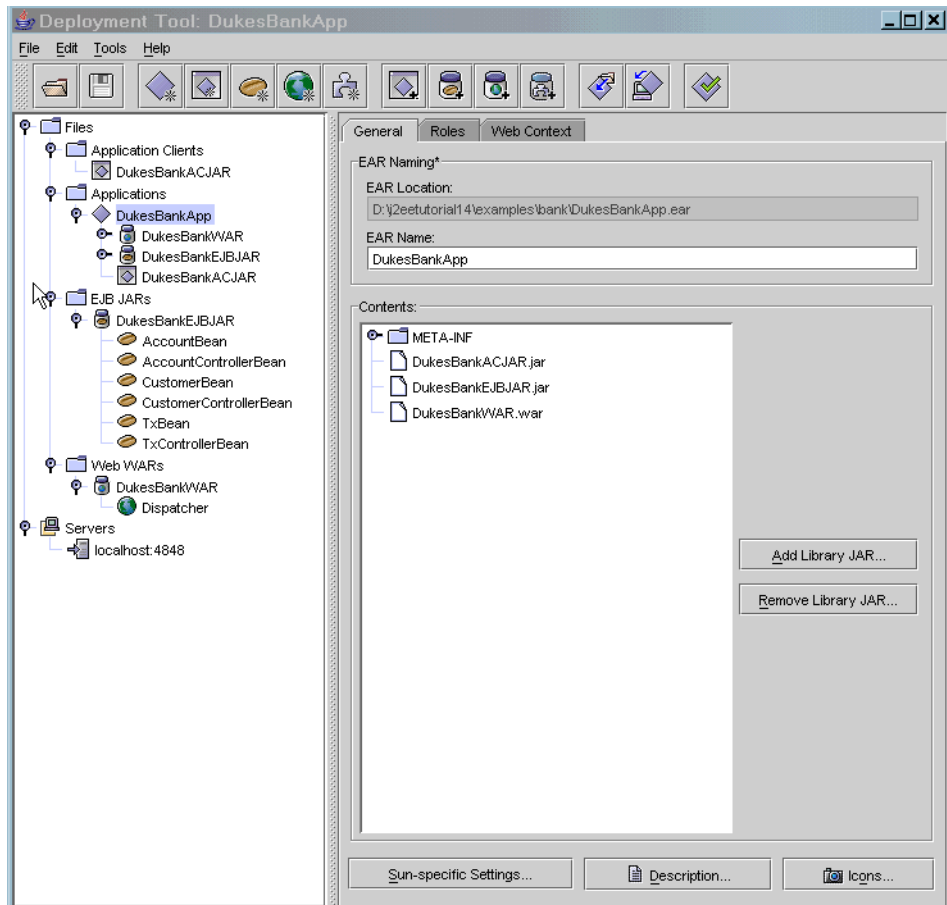 Deployment Tool: DukesBankApp
File Edit Tools Help
Files
Application Clients
DukesBankACJAR
Applications
DukesBankApp
DukesBankWAR
DukesBankEJBJAR
DukesBankACJAR
EJB JARs
DukesBankEJBJAR
AccountBean
AccountControllerBean
CustomerBean
CustomerControllerBean
TxBean
TxControllerBean
Web WARs
DukesBankWAR
Dispatcher
Servers
localhost:4848
General Roles Web Context
EAR Naming*
EAR Location:
D:\j2eetutorial14\examples\bank\DukesBankApp.ear
EAR Name:
DukesBankApp
Contents:
META-INF
DukesBankACJAR.jar
DukesBankEJBJAR.jar
DukesBankWAR.war
Add Library JAR...
Remove Library JAR...
Sun-specific Settings... Description... Icons...